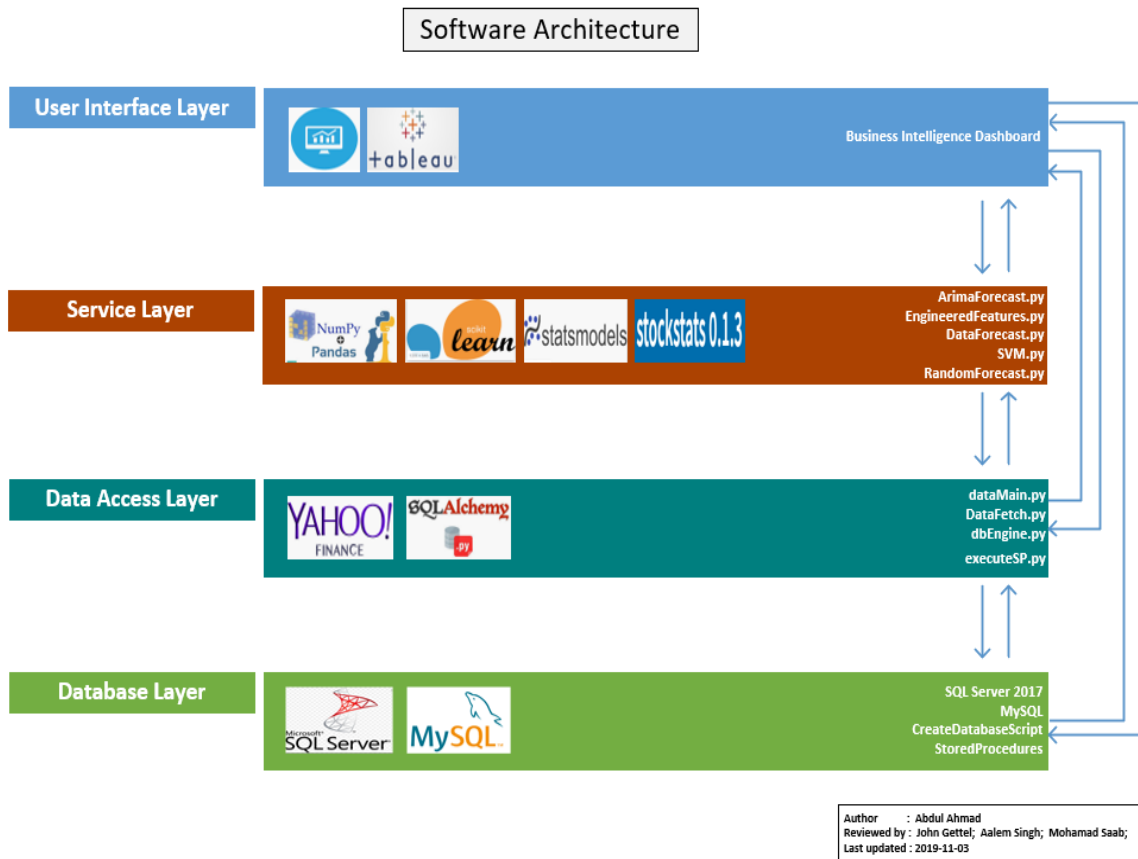 Software Architecture
User Interface Layer
+ableau
Business Intelligence Dashboard
Service Layer
NumPy
+
Pandas
scikit
learn
statsmodels
stockstats 0.1.3
ArimaForecast.py
EngineeredFeatures.py
DataForecast.py
SVM.py
RandomForecast.py
Data Access Layer
YAHOO!
FINANCE
SQLAlchemy
.py
dataMain.py
DataFetch.py
dbEngine.py
executeSP.py
Database Layer
Microsoft
SQL Server
MySQL
SQL Server 2017
MySQL
CreateDatabaseScript
StoredProcedures
Author : Abdul Ahmad
Reviewed by : John Gettel; Aalem Singh; Mohamad Saab;
Last updated : 2019-11-03